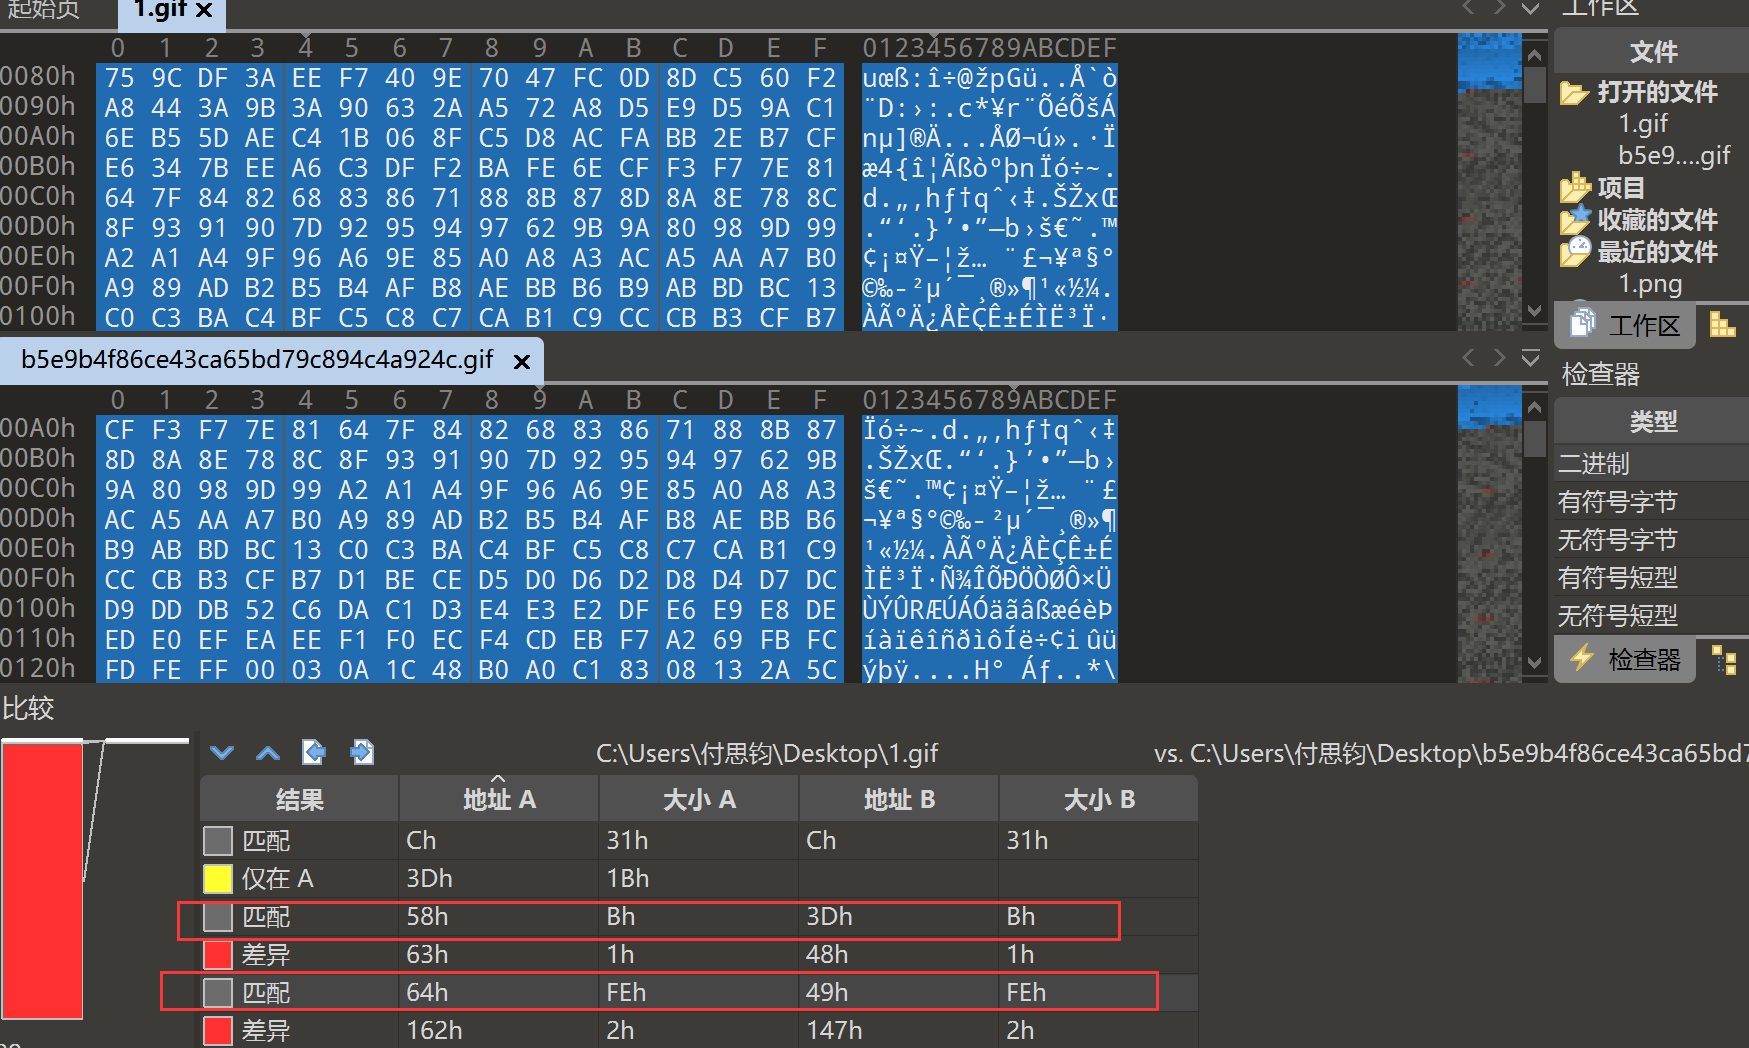 起始页 1.gif
0 1 2 3 4 5 6 7 8 9 A B C D E F 0123456789ABCDEF
0080h 75 9C DF 3A EE F7 40 9E 70 47 FC 0D 8D C5 60 F2 uœß:î÷@žpGü..Å`ò
0090h A8 44 3A 9B 3A 90 63 2A A5 72 A8 D5 E9 D5 9A C1 ¨D:›:.c*¥r¨ÕéÕšÁ
00A0h 6E B5 5D AE C4 1B 06 8F C5 D8 AC FA BB 2E B7 CF nµ]®Ä...ÅØ¬ú».·Ï
00B0h E6 34 7B EE A6 C3 DF F2 BA FE 6E CF F3 F7 7E 81 æ4{î¦ÃßòºþnÏó÷~.
00C0h 64 7F 84 82 68 83 86 71 88 8B 87 8D 8A 8E 78 8C d.„‚hƒ†qˆ‹‡.ŠŽxŒ
00D0h 8F 93 91 90 7D 92 95 94 97 62 9B 9A 80 98 9D 99 .“‘.}’•”—b›š€˜.™
00E0h A2 A1 A4 9F 96 A6 9E 85 A0 A8 A3 AC A5 AA A7 B0 ¢¡¤Ÿ–¦ž… ¨£¬¥ª§°
00F0h A9 89 AD B2 B5 B4 AF B8 AE BB B6 B9 AB BD BC 13 ©‰-²µ´¯¸®»¶¹«½¼.
0100h C0 C3 BA C4 BF C5 C8 C7 CA B1 C9 CC CB B3 CF B7 ÀÃºÄ¿ÅÈÇÊ±ÉÌË³Ï·
b5e9b4f86ce43ca65bd79c894c4a924c.gif
0 1 2 3 4 5 6 7 8 9 A B C D E F 0123456789ABCDEF
00A0h CF F3 F7 7E 81 64 7F 84 82 68 83 86 71 88 8B 87 Ïó÷~.d.„‚hƒ†qˆ‹‡
00B0h 8D 8A 8E 78 8C 8F 93 91 90 7D 92 95 94 97 62 9B .ŠŽxŒ.“‘.}’•”—b›
00C0h 9A 80 98 9D 99 A2 A1 A4 9F 96 A6 9E 85 A0 A8 A3 š€˜.™¢¡¤Ÿ–¦ž… ¨£
00D0h AC A5 AA A7 B0 A9 89 AD B2 B5 B4 AF B8 AE BB B6 ¬¥ª§°©‰-²µ´¯¸®»¶
00E0h B9 AB BD BC 13 C0 C3 BA C4 BF C5 C8 C7 CA B1 C9 ¹«½¼.ÀÃºÄ¿ÅÈÇÊ±É
00F0h CC CB B3 CF B7 D1 BE CE D5 D0 D6 D2 D8 D4 D7 DC ÌË³Ï·Ñ¾ÎÕÐÖÒØÔ×Ü
0100h D9 DD DB 52 C6 DA C1 D3 E4 E3 E2 DF E6 E9 E8 DE ÙÝÛRÆÚÁÓäãâßæéèÞ
0110h ED E0 EF EA EE F1 F0 EC F4 CD EB F7 A2 69 FB FC íàïêîñðìôÍë÷¢iûü
0120h FD FE FF 00 03 0A 1C 48 B0 A0 C1 83 08 13 2A 5C ýþÿ....H° Áƒ..*\
工作区
文件
打开的文件
1.gif
b5e9....gif
项目
收藏的文件
最近的文件
1.png
工作区
检查器
类型
二进制
有符号字节
无符号字节
有符号短型
无符号短型
检查器
比较
C:\Users\付思钧\Desktop\1.gif vs. C:\Users\付思钧\Desktop\b5e9b4f86ce43ca65bd7
结果 地址 A 大小 A 地址 B 大小 B
匹配 Ch 31h Ch 31h
仅在 A 3Dh 1Bh
匹配 58h Bh 3Dh Bh
差异 63h 1h 48h 1h
匹配 64h FEh 49h FEh
差异 162h 2h 147h 2h